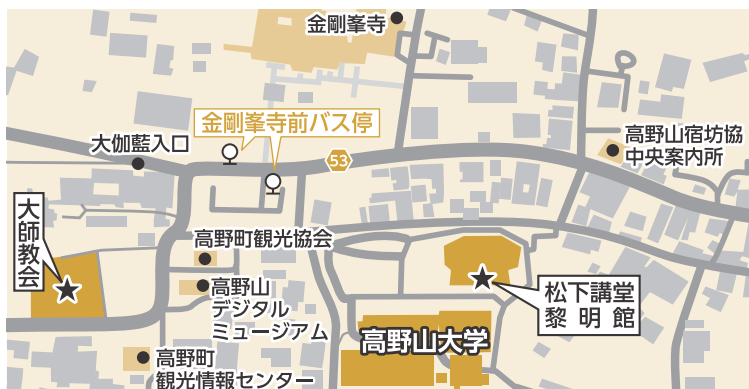 金剛峯寺
金剛峯寺前バス停
大伽藍入口
53
高野山宿坊協
中央案内所
大師教会
高野町観光協会
高野山
デジタル
ミュージアム
松下講堂
黎明館
高野山大学
高野町
観光情報センター